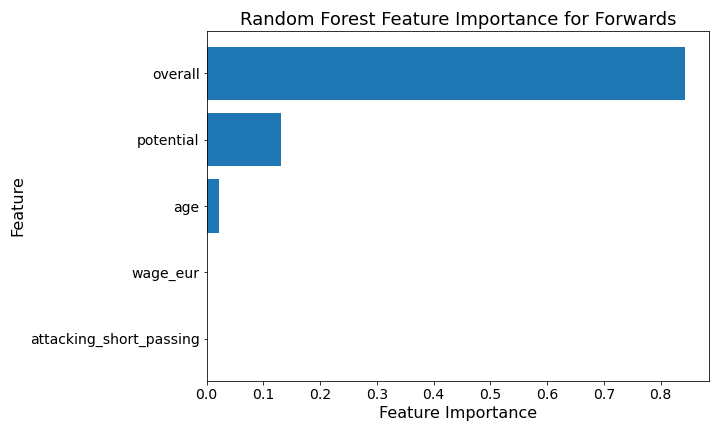 Random Forest Feature Importance for Forwards
overall
potential
age
wage_eur
attacking_short_passing
Feature
0.0 0.1 0.2 0.3 0.4 0.5 0.6 0.7 0.8
Feature Importance